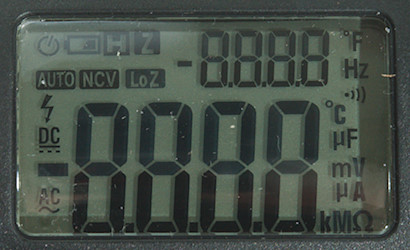 H Z
-8.8.8.8 °F
Hz
AUTO NCV LoZ
-8.8.8.8 °C
DC µF
mV
AC µA
kMΩ